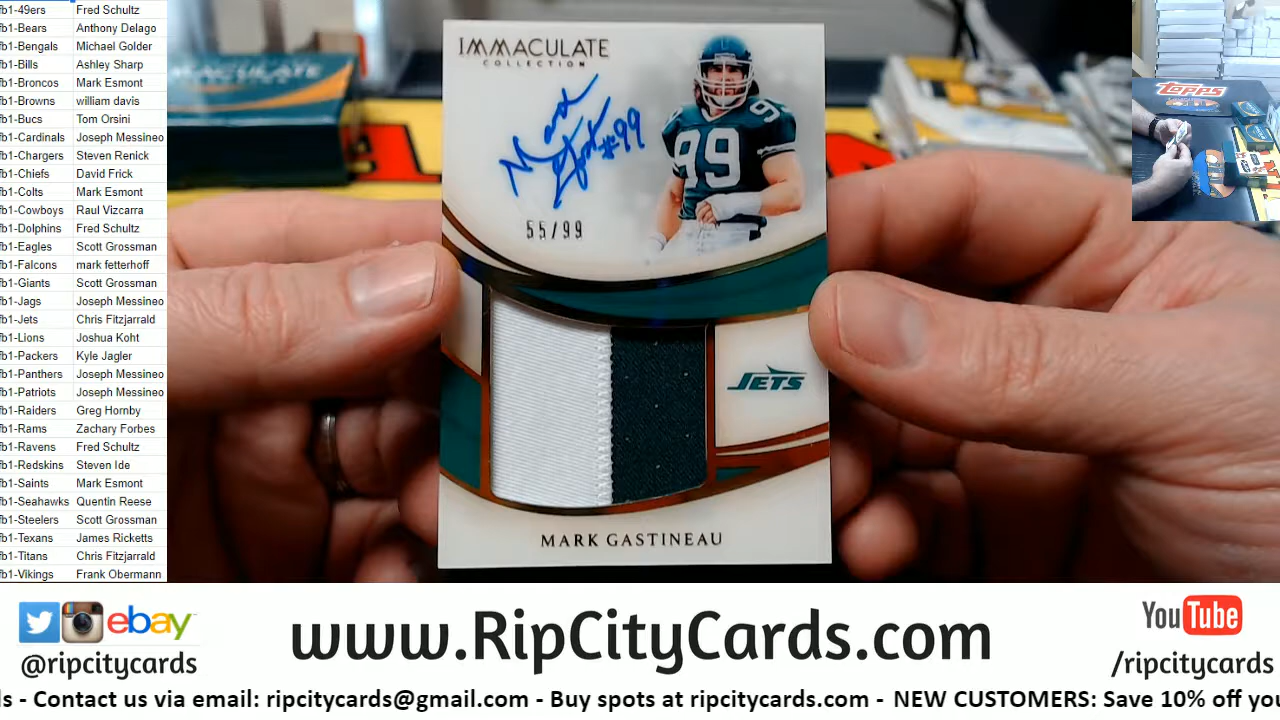 fb1-49ers Fred Schultz
fb1-Bears Anthony Delago
fb1-Bengals Michael Golder
fb1-Bills Ashley Sharp
fb1-Broncos Mark Esmont
fb1-Browns william davis
fb1-Bucs Tom Orsini
fb1-Cardinals Joseph Messineo
fb1-Chargers Steven Renick
fb1-Chiefs David Frick
fb1-Colts Mark Esmont
fb1-Cowboys Raul Vizcarra
fb1-Dolphins Fred Schultz
fb1-Eagles Scott Grossman
fb1-Falcons mark fetterhoff
fb1-Giants Scott Grossman
fb1-Jags Joseph Messineo
fb1-Jets Chris Fitzjarrald
fb1-Lions Joshua Koht
fb1-Packers Kyle Jagler
fb1-Panthers Joseph Messineo
fb1-Patriots Joseph Messineo
fb1-Raiders Greg Hornby
fb1-Rams Zachary Forbes
fb1-Ravens Fred Schultz
fb1-Redskins Steven Ide
fb1-Saints Mark Esmont
fb1-Seahawks Quentin Reese
fb1-Steelers Scott Grossman
fb1-Texans James Ricketts
fb1-Titans Chris Fitzjarrald
fb1-Vikings Frank Obermann
IMMACULATE
COLLECTION
#99
99
55/99
JETS
MARK GASTINEAU
IMMACULATE
Topps
ebay
@ripcitycards
www.RipCityCards.com
YouTube
/ripcitycards
s - Contact us via email: ripcitycards@gmail.com - Buy spots at ripcitycards.com - NEW CUSTOMERS: Save 10% off you